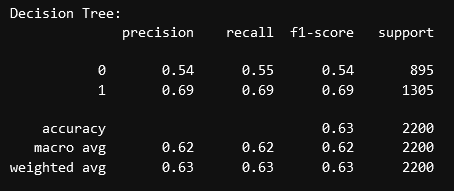 Decision Tree:
precision recall f1-score support
0 0.54 0.55 0.54 895
1 0.69 0.69 0.69 1305
accuracy 0.63 2200
macro avg 0.62 0.62 0.62 2200
weighted avg 0.63 0.63 0.63 2200